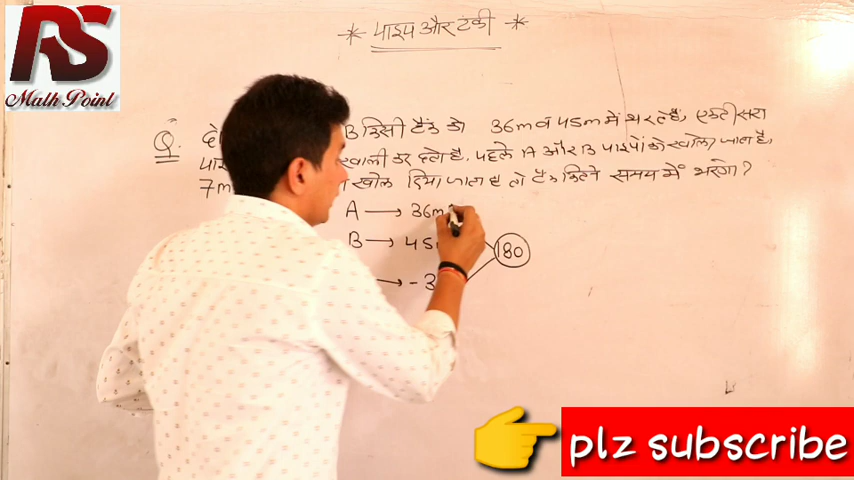 RS
Math Point
* पाइप और टंकी *
Q. B किसी टैंक को 36m व 45m में भरते हैं, एक तीसरा
खाली कर देता है, पहले A और B पाइपों को खोला जाता है,
7m खोल दिया जाता है तो टैंक कितने समय में भरेगा?
A → 36m
B → 45
→ - 3
180
plz subscribe